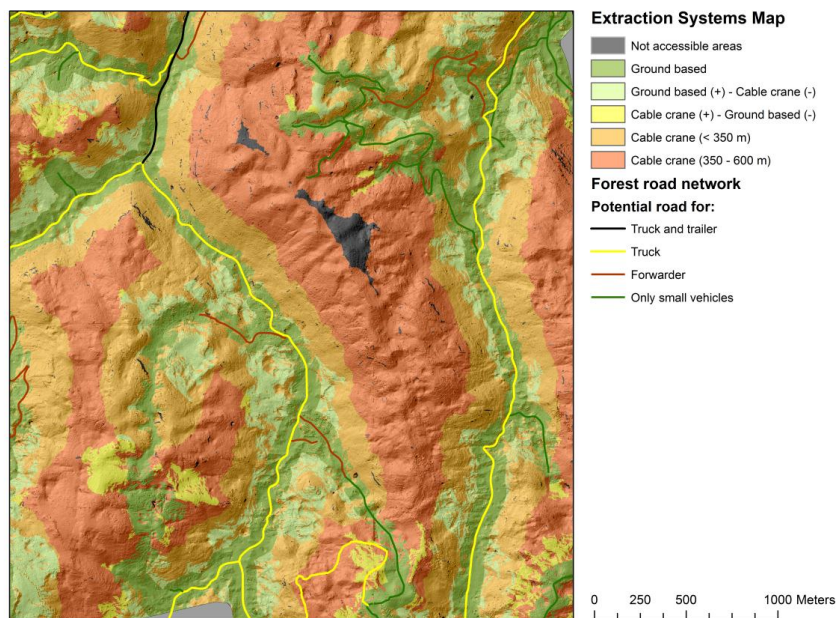 Extraction Systems Map
Not accessible areas
Ground based
Ground based (+) - Cable crane (-)
Cable crane (+) - Ground based (-)
Cable crane (< 350 m)
Cable crane (350 - 600 m)
Forest road network
Potential road for:
Truck and trailer
Truck
Forwarder
Only small vehicles
0 250 500 1000 Meters